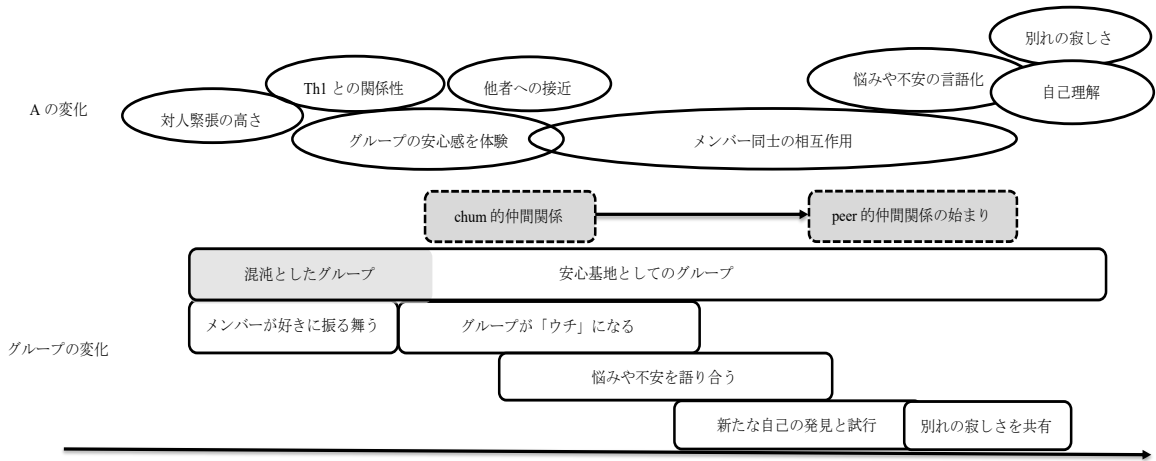 別れの寂しさ
Th1 との関係性
他者への接近
悩みや不安の言語化
自己理解
A の変化
対人緊張の高さ
グループの安心感を体験
メンバー同士の相互作用
chum 的仲間関係
peer 的仲間関係の始まり
混沌としたグループ
安心基地としてのグループ
メンバーが好きに振る舞う
グループが「ウチ」になる
グループの変化
悩みや不安を語り合う
新たな自己の発見と試行
別れの寂しさを共有